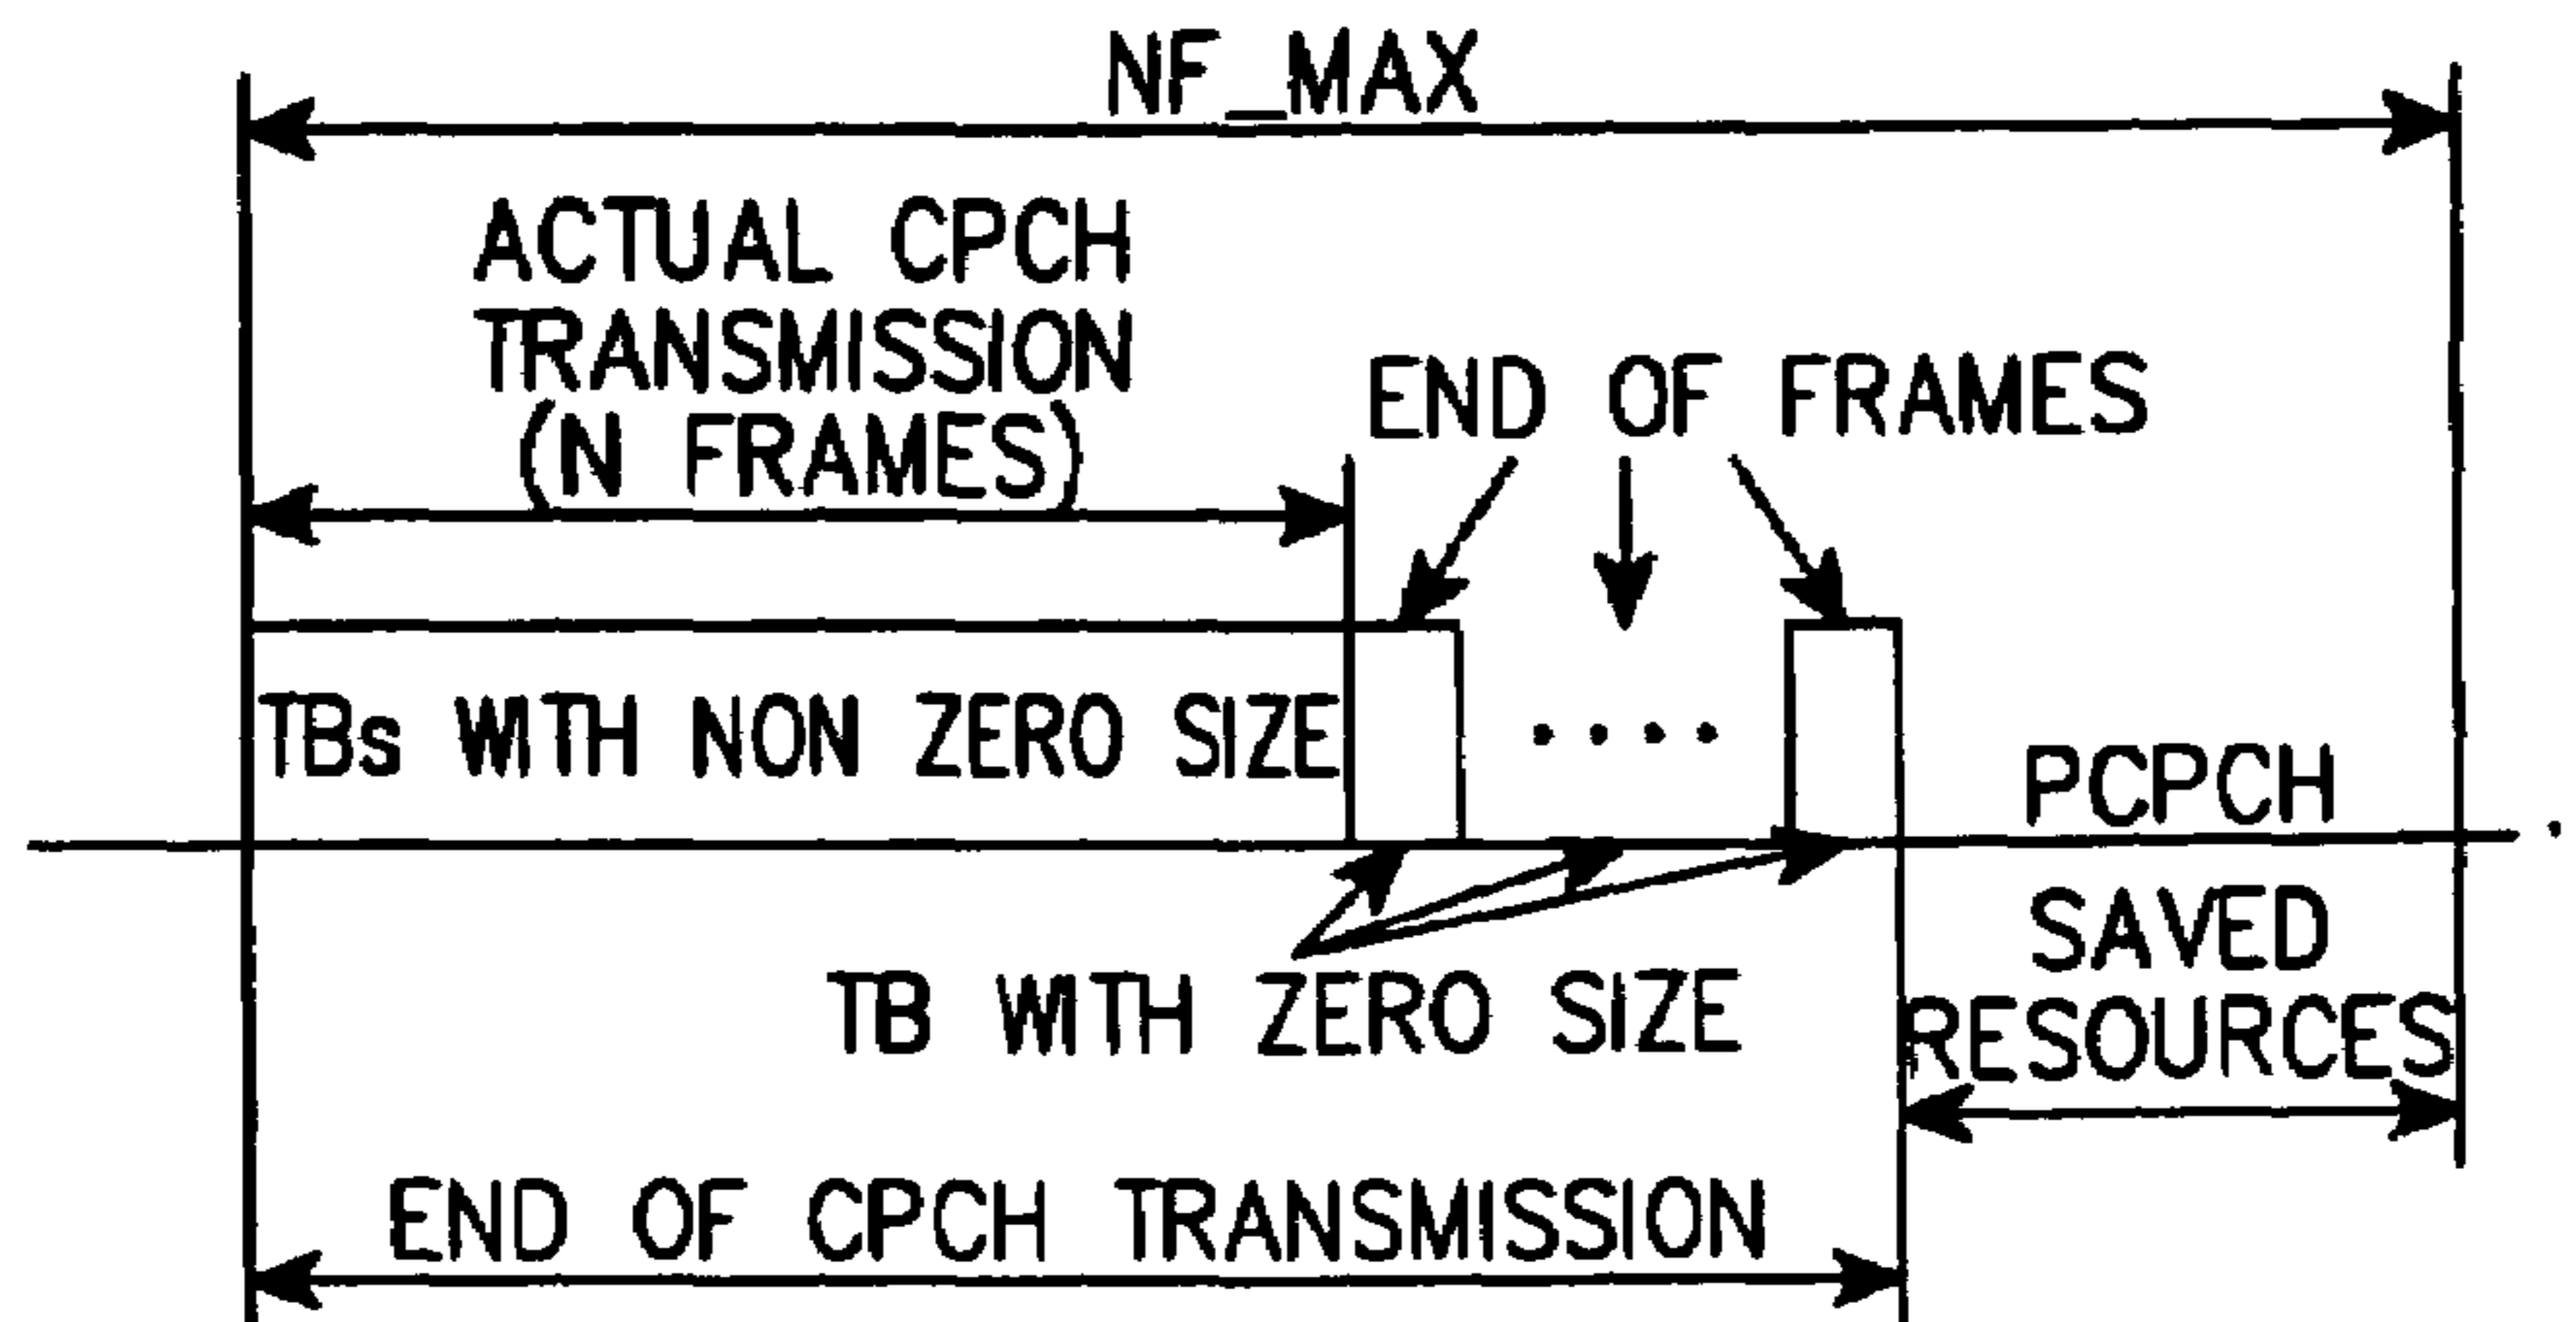 NF_MAX
ACTUAL CPCH
TRANSMISSION
(N FRAMES)
END OF FRAMES
TBs WITH NON ZERO SIZE
PCPCH
SAVED
RESOURCES
TB WITH ZERO SIZE
END OF CPCH TRANSMISSION